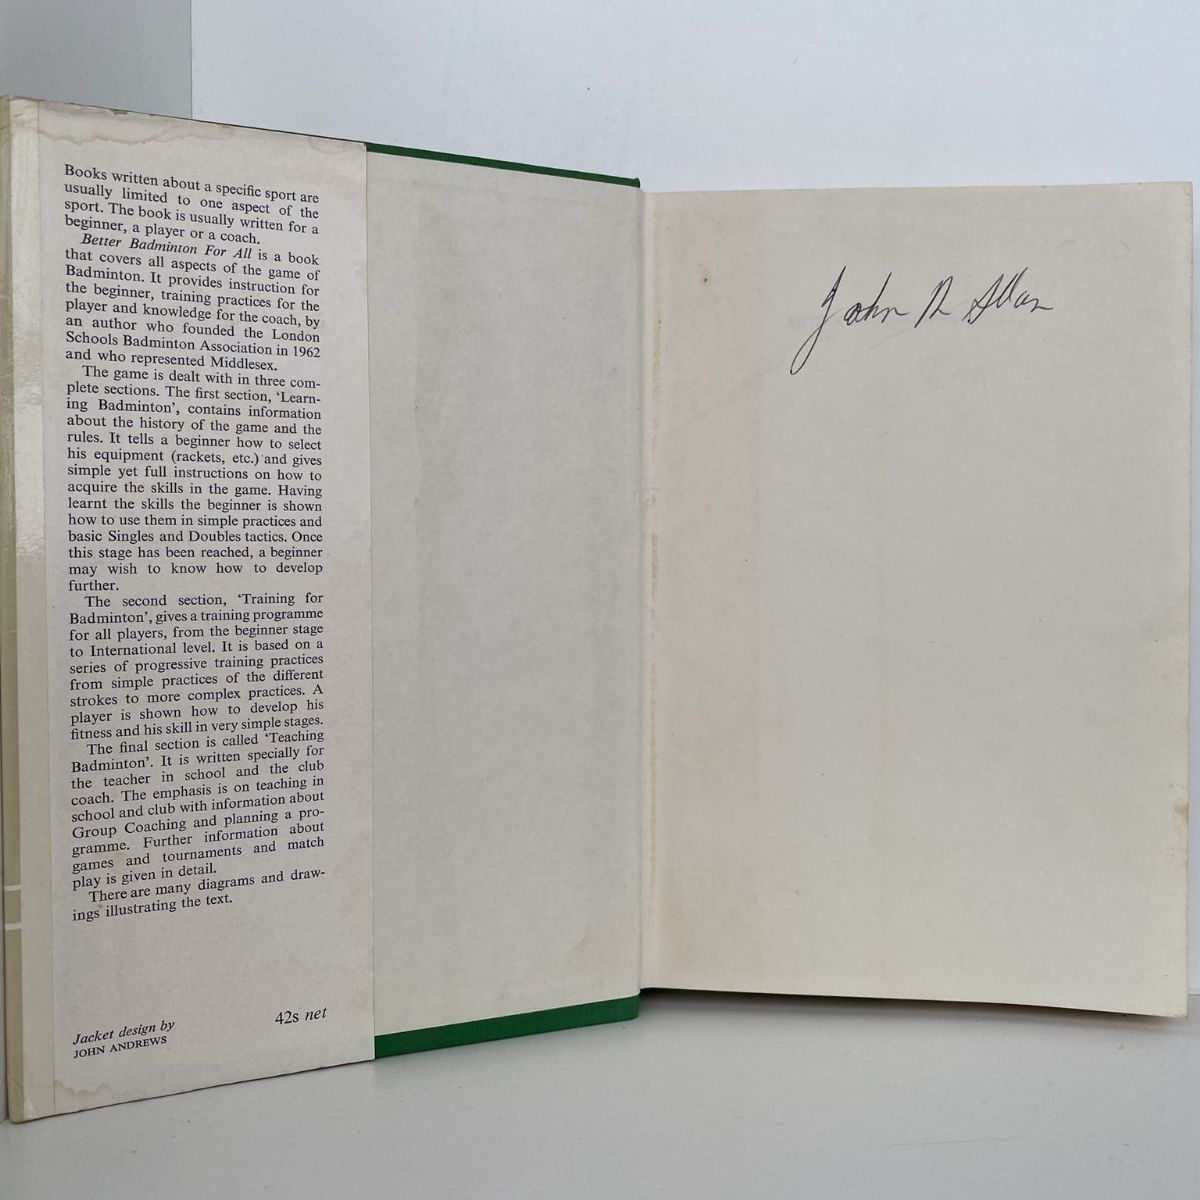 Books written about a specific sport are
usually limited to one aspect of the
sport. The book is usually written for a
beginner, a player or a coach.
Better Badminton For All is a book
that covers all aspects of the game of
Badminton. It provides instruction for
the beginner, training practices for the
player and knowledge for the coach, by
an author who founded the London
Schools Badminton Association in 1962
and who represented Middlesex.
The game is dealt with in three com-
plete sections. The first section, ‘Learn-
ing Badminton’, contains information
about the history of the game and the
rules. It tells a beginner how to select
his equipment (rackets, etc.) and gives
simple yet full instructions on how to
acquire the skills in the game. Having
learnt the skills the beginner is shown
how to use them in simple practices and
basic Singles and Doubles tactics. Once
this stage has been reached, a beginner
may wish to know how to develop
further.
The second section, ‘Training for
Badminton’, gives a training programme
for all players, from the beginner stage
to International level. It is based on a
series of progressive training practices
from simple practices of the different
strokes to more complex practices. A
player is shown how to develop his
fitness and his skill in very simple stages.
The final section is called ‘Teaching
Badminton’. It is written specially for
the teacher in school and the club
coach. The emphasis is on teaching in
school and club with information about
Group Coaching and planning a pro-
gramme. Further information about
games and tournaments and match
play is given in detail.
There are many diagrams and draw-
ings illustrating the text.
Jacket design by
JOHN ANDREWS
42s net
John R